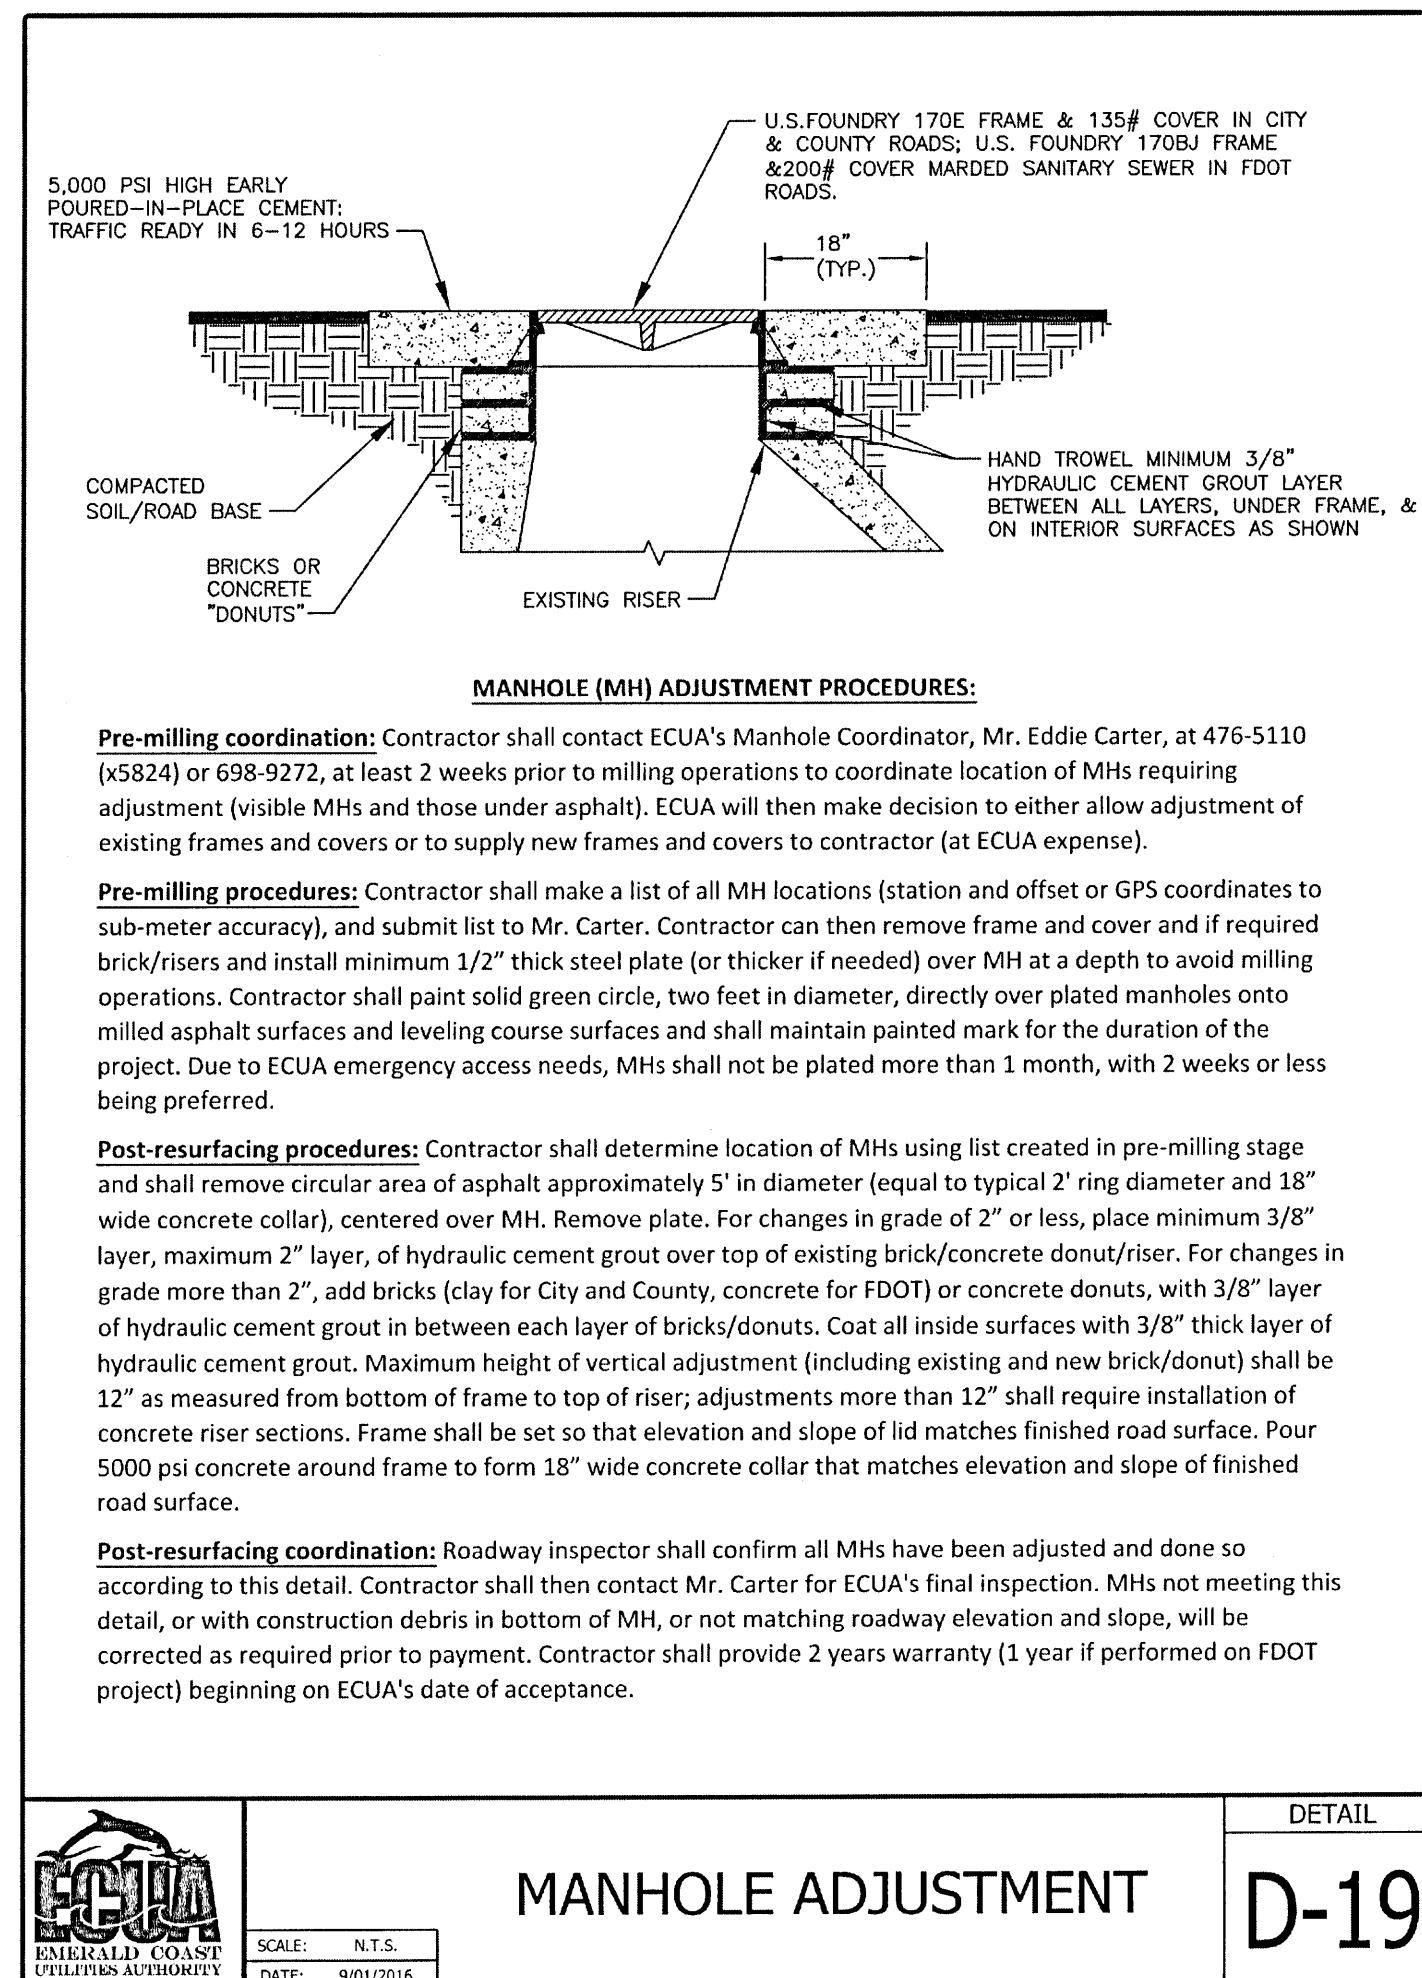 U.S.FOUNDRY 170E FRAME & 135# COVER IN CITY
& COUNTY ROADS; U.S. FOUNDRY 170BJ FRAME
&200# COVER MARDED SANITARY SEWER IN FDOT
ROADS.
5,000 PSI HIGH EARLY
POURED-IN-PLACE CEMENT:
TRAFFIC READY IN 6-12 HOURS
18"
(TYP.)
HAND TROWEL MINIMUM 3/8"
HYDRAULIC CEMENT GROUT LAYER
BETWEEN ALL LAYERS, UNDER FRAME, &
ON INTERIOR SURFACES AS SHOWN
COMPACTED
SOIL/ROAD BASE
BRICKS OR
CONCRETE
"DONUTS"
EXISTING RISER
MANHOLE (MH) ADJUSTMENT PROCEDURES:
Pre-milling coordination: Contractor shall contact ECUA's Manhole Coordinator, Mr. Eddie Carter, at 476-5110
(x5824) or 698-9272, at least 2 weeks prior to milling operations to coordinate location of MHs requiring
adjustment (visible MHs and those under asphalt). ECUA will then make decision to either allow adjustment of
existing frames and covers or to supply new frames and covers to contractor (at ECUA expense).
Pre-milling procedures: Contractor shall make a list of all MH locations (station and offset or GPS coordinates to
sub-meter accuracy), and submit list to Mr. Carter. Contractor can then remove frame and cover and if required
brick/risers and install minimum 1/2" thick steel plate (or thicker if needed) over MH at a depth to avoid milling
operations. Contractor shall paint solid green circle, two feet in diameter, directly over plated manholes onto
milled asphalt surfaces and leveling course surfaces and shall maintain painted mark for the duration of the
project. Due to ECUA emergency access needs, MHs shall not be plated more than 1 month, with 2 weeks or less
being preferred.
Post-resurfacing procedures: Contractor shall determine location of MHs using list created in pre-milling stage
and shall remove circular area of asphalt approximately 5' in diameter (equal to typical 2' ring diameter and 18"
wide concrete collar), centered over MH. Remove plate. For changes in grade of 2" or less, place minimum 3/8"
layer, maximum 2" layer, of hydraulic cement grout over top of existing brick/concrete donut/riser. For changes in
grade more than 2", add bricks (clay for City and County, concrete for FDOT) or concrete donuts, with 3/8" layer
of hydraulic cement grout in between each layer of bricks/donuts. Coat all inside surfaces with 3/8" thick layer of
hydraulic cement grout. Maximum height of vertical adjustment (including existing and new brick/donut) shall be
12" as measured from bottom of frame to top of riser; adjustments more than 12" shall require installation of
concrete riser sections. Frame shall be set so that elevation and slope of lid matches finished road surface. Pour
5000 psi concrete around frame to form 18" wide concrete collar that matches elevation and slope of finished
road surface.
Post-resurfacing coordination: Roadway inspector shall confirm all MHs have been adjusted and done so
according to this detail. Contractor shall then contact Mr. Carter for ECUA's final inspection. MHs not meeting this
detail, or with construction debris in bottom of MH, or not matching roadway elevation and slope, will be
corrected as required prior to payment. Contractor shall provide 2 years warranty (1 year if performed on FDOT
project) beginning on ECUA's date of acceptance.
ECUA
EMERALD COAST
UTILITIES AUTHORITY
SCALE: N.T.S.
DATE: 9/01/2016
MANHOLE ADJUSTMENT
DETAIL
D-19